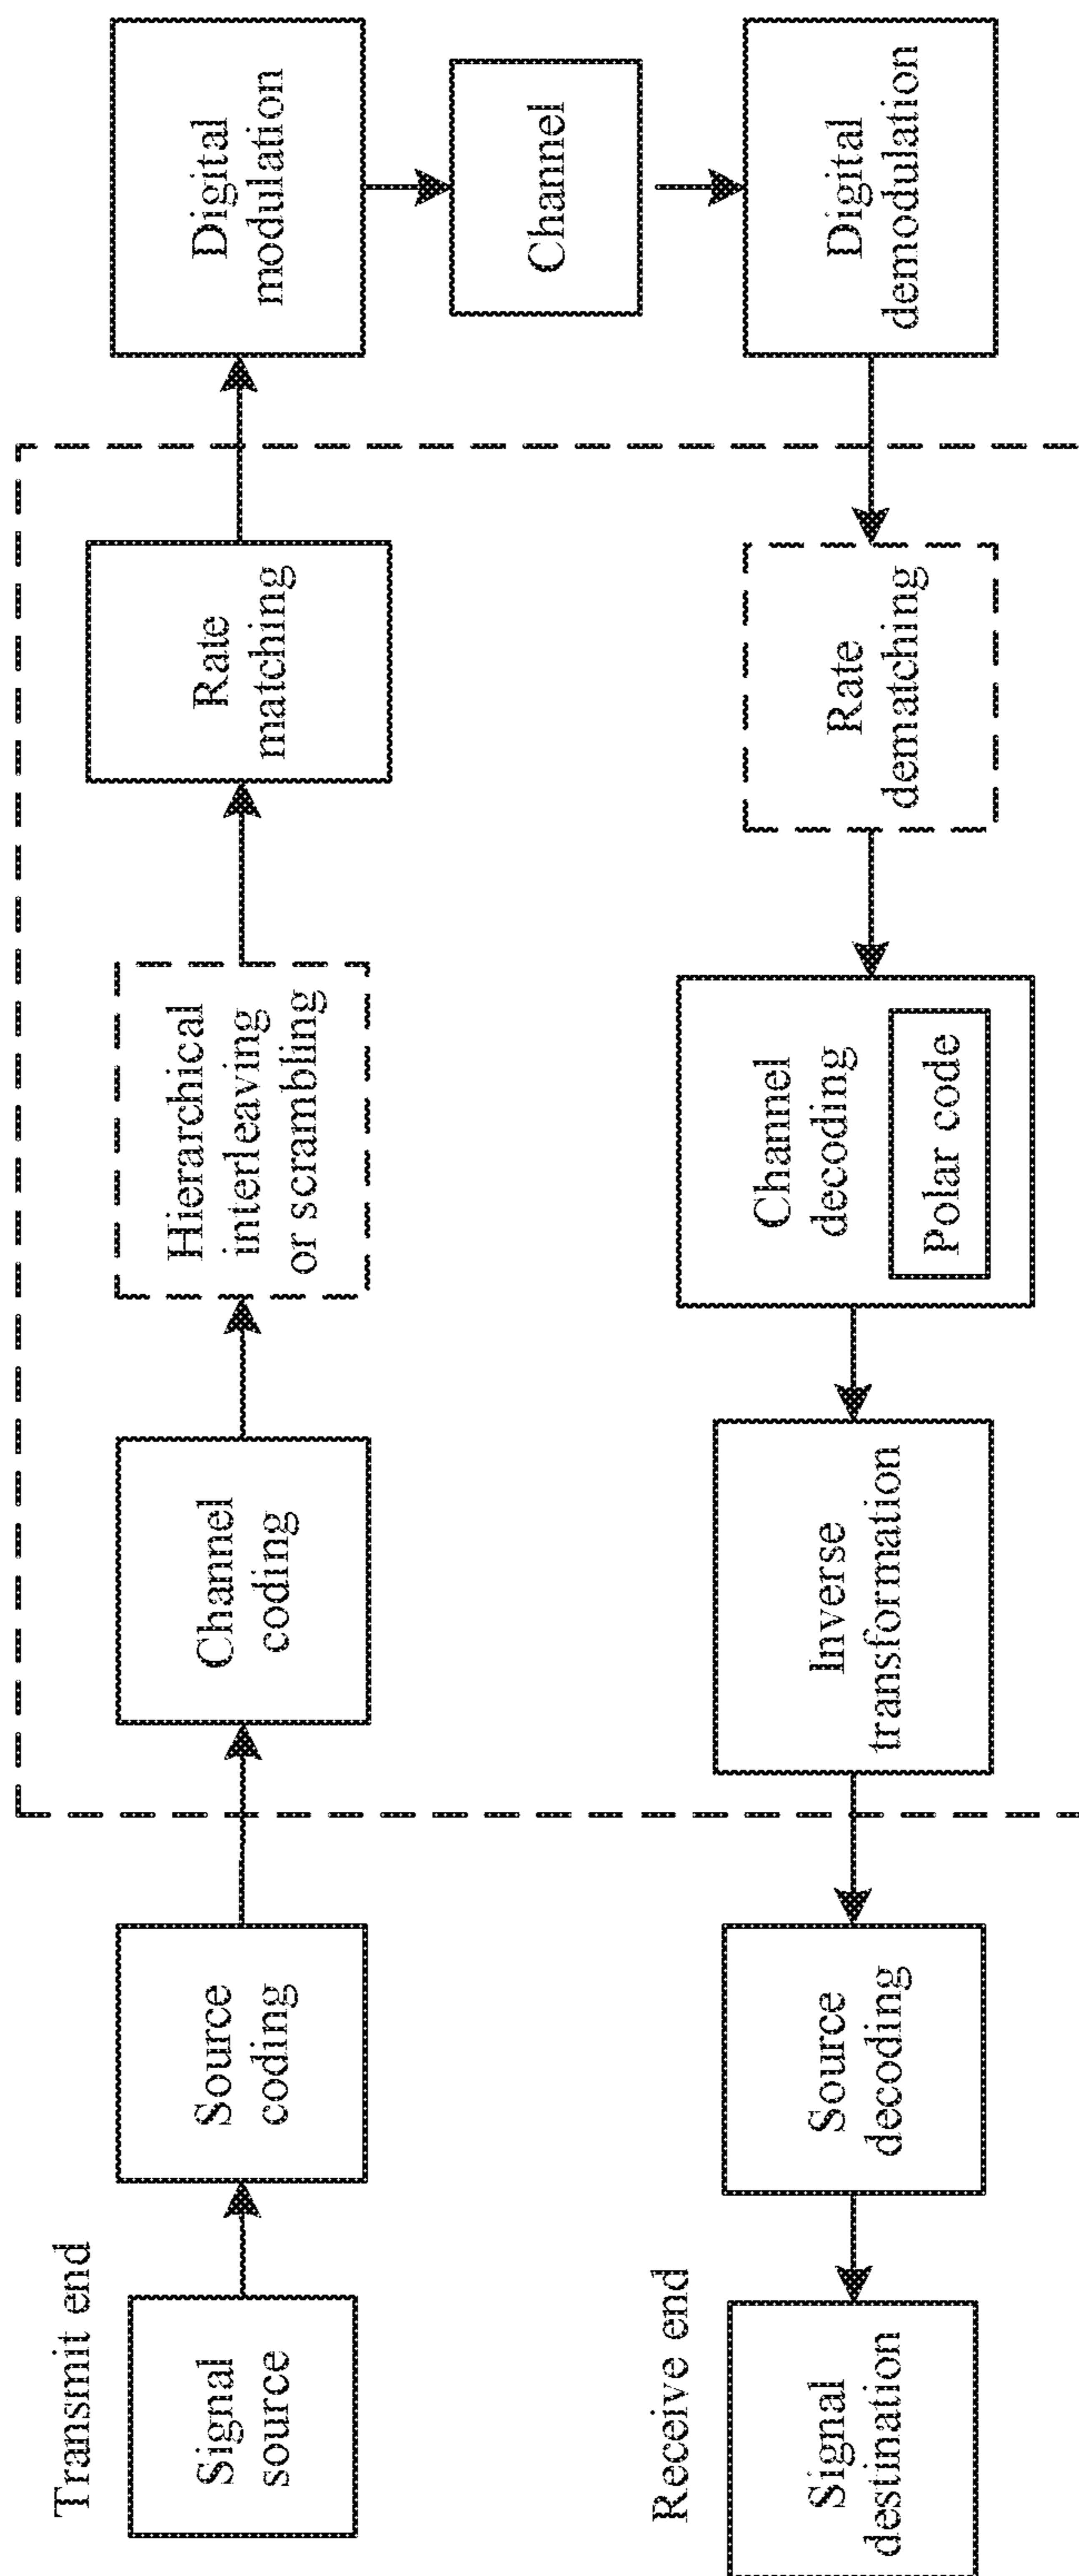 Transmit end
Signal
source
Source
coding
Channel
coding
Hierarchical
interleaving
or scrambling
Rate
matching
Digital
modulation
Channel
Receive end
Signal
destination
Source
decoding
Inverse
transformation
Channel
decoding
Polar code
Rate
dematching
Digital
demodulation